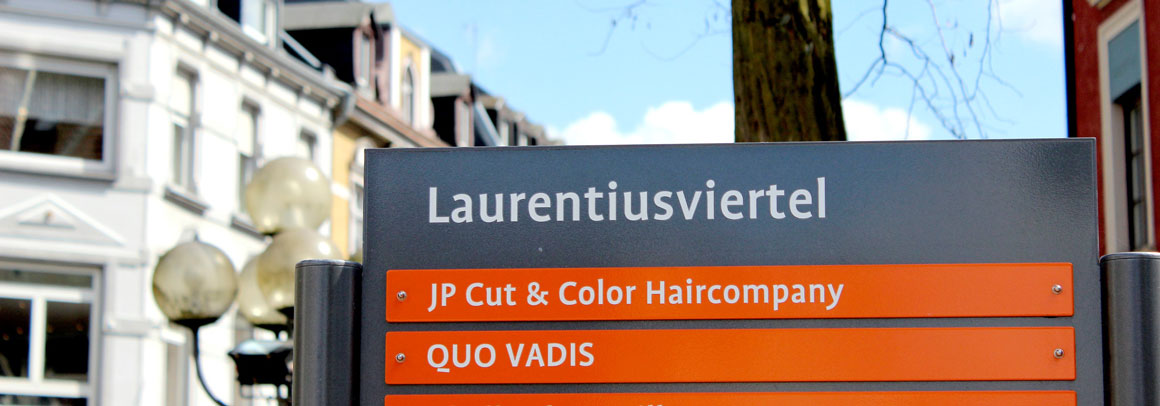 Laurentiusviertel
JP Cut & Color Haircompany
QUO VADIS